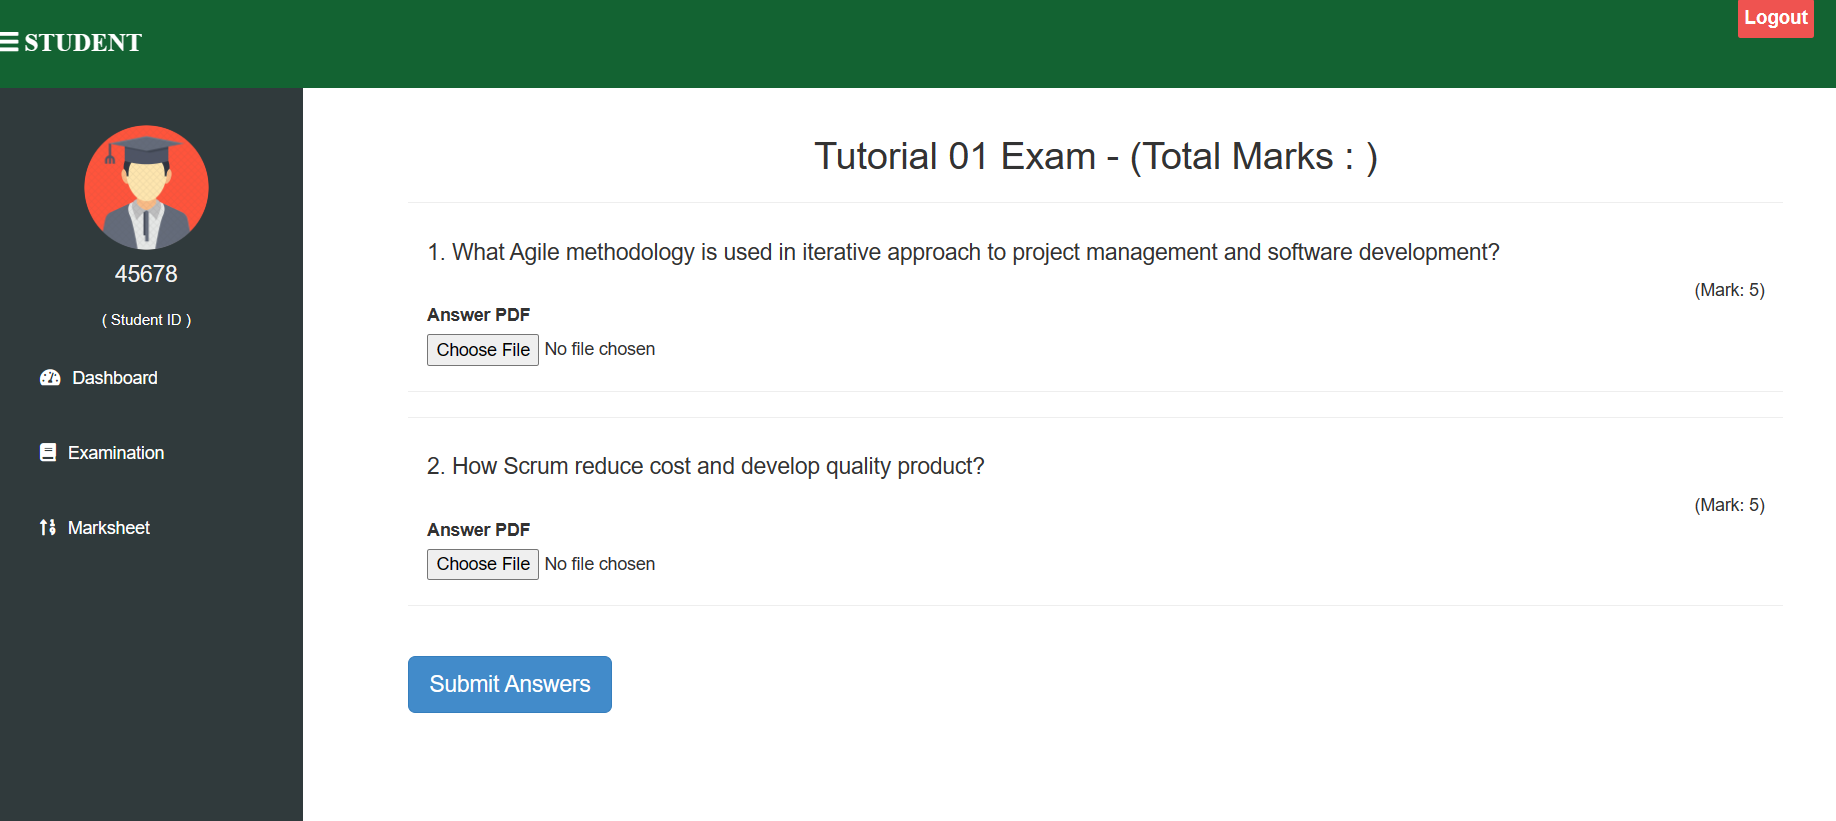 STUDENT
Logout
45678
( Student ID )
Dashboard
Examination
Marksheet
Tutorial 01 Exam - (Total Marks : )
1. What Agile methodology is used in iterative approach to project management and software development?
(Mark: 5)
Answer PDF
Choose File No file chosen
2. How Scrum reduce cost and develop quality product?
(Mark: 5)
Answer PDF
Choose File No file chosen
Submit Answers